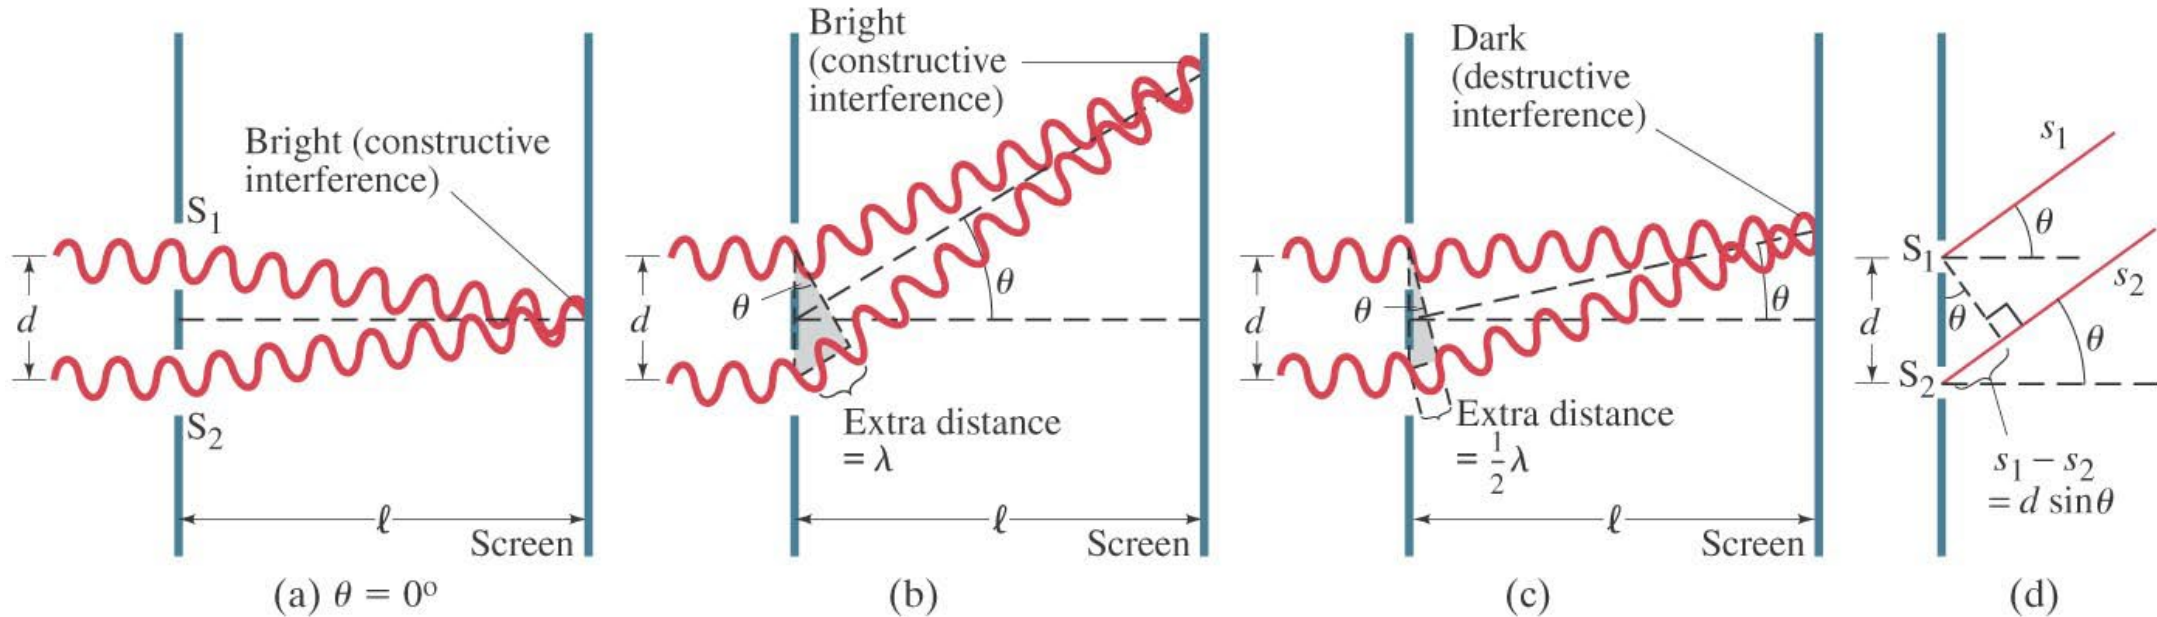 Bright (constructive
interference)
S₁
d
S₂
ℓ
Screen
(a) θ = 0°
Bright
(constructive
interference)
d
θ
θ
Extra distance
= λ
ℓ
Screen
(b)
Dark
(destructive
interference)
d
θ
θ
Extra distance
= ½λ
ℓ
Screen
(c)
s₁
S₁
θ
s₂
d
θ
θ
S₂
s₁ – s₂
= d sinθ
(d)